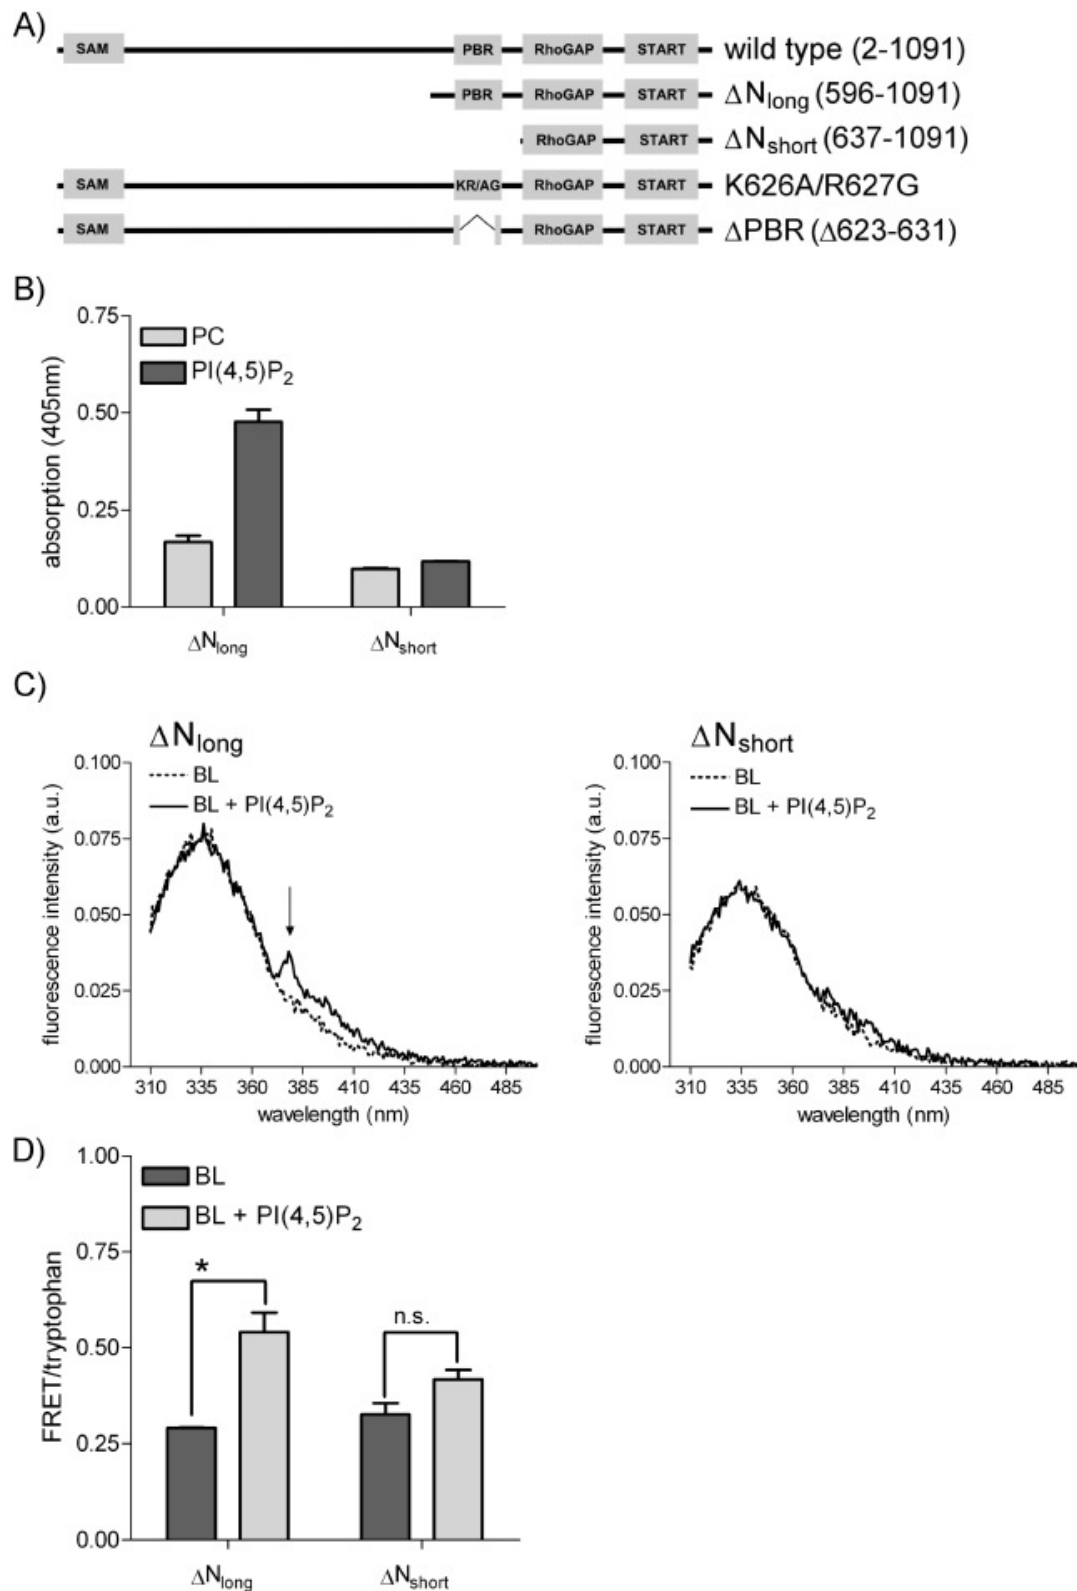 A)
SAM PBR RhoGAP START wild type (2-1091)
PBR RhoGAP START ΔNlong (596-1091)
RhoGAP START ΔNshort (637-1091)
SAM KR/AG RhoGAP START K626A/R627G
SAM RhoGAP START ΔPBR (Δ623-631)
B)
absorption (405nm)
0.75
0.50
0.25
0.00
PC
PI(4,5)P2
ΔNlong ΔNshort
C)
ΔNlong
BL
BL + PI(4,5)P2
fluorescence intensity (a.u.)
0.100
0.075
0.050
0.025
0.000
310 335 360 385 410 435 460 485
wavelength (nm)
ΔNshort
BL
BL + PI(4,5)P2
fluorescence intensity (a.u.)
0.100
0.075
0.050
0.025
0.000
310 335 360 385 410 435 460 485
wavelength (nm)
D)
FRET/tryptophan
1.00
0.75
0.50
0.25
0.00
BL
BL + PI(4,5)P2
*
n.s.
ΔNlong ΔNshort